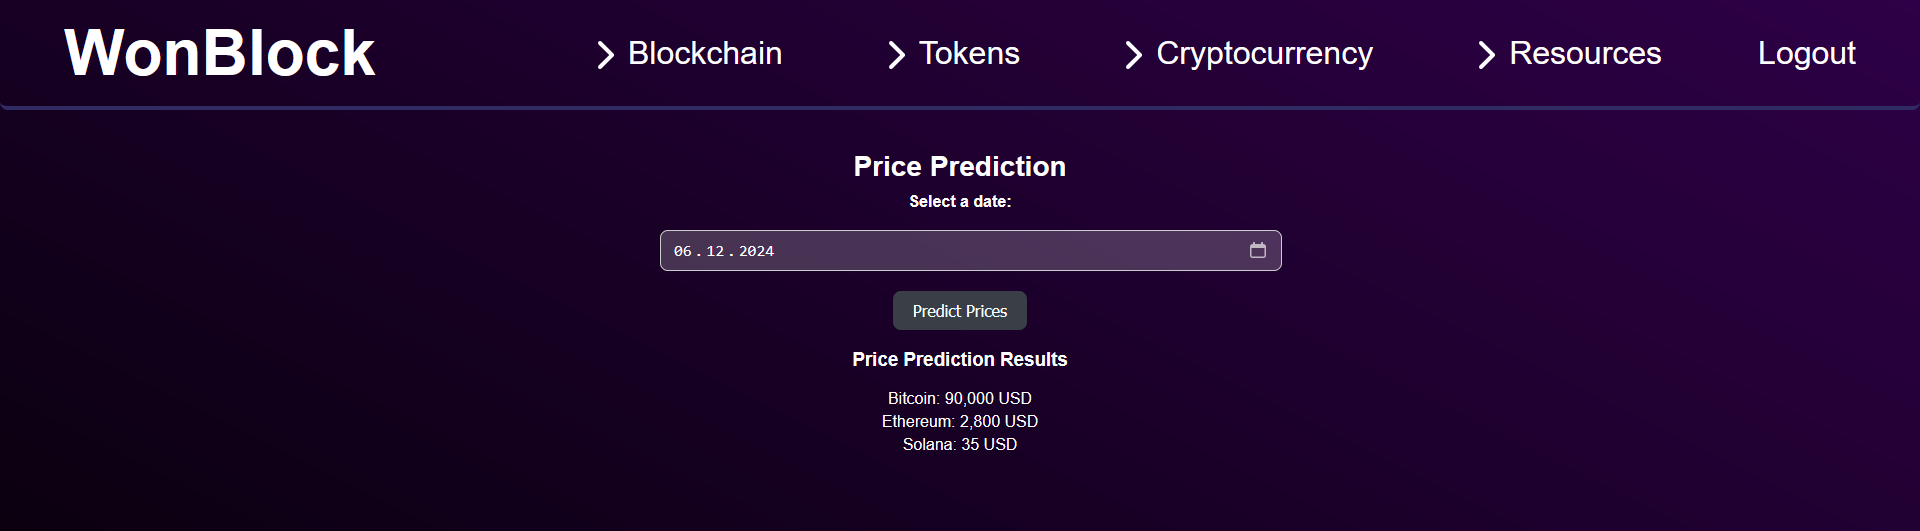 WonBlock
Blockchain
Tokens
Cryptocurrency
Resources
Logout
Price Prediction
Select a date:
06.12.2024
Predict Prices
Price Prediction Results
Bitcoin: 90,000 USD
Ethereum: 2,800 USD
Solana: 35 USD